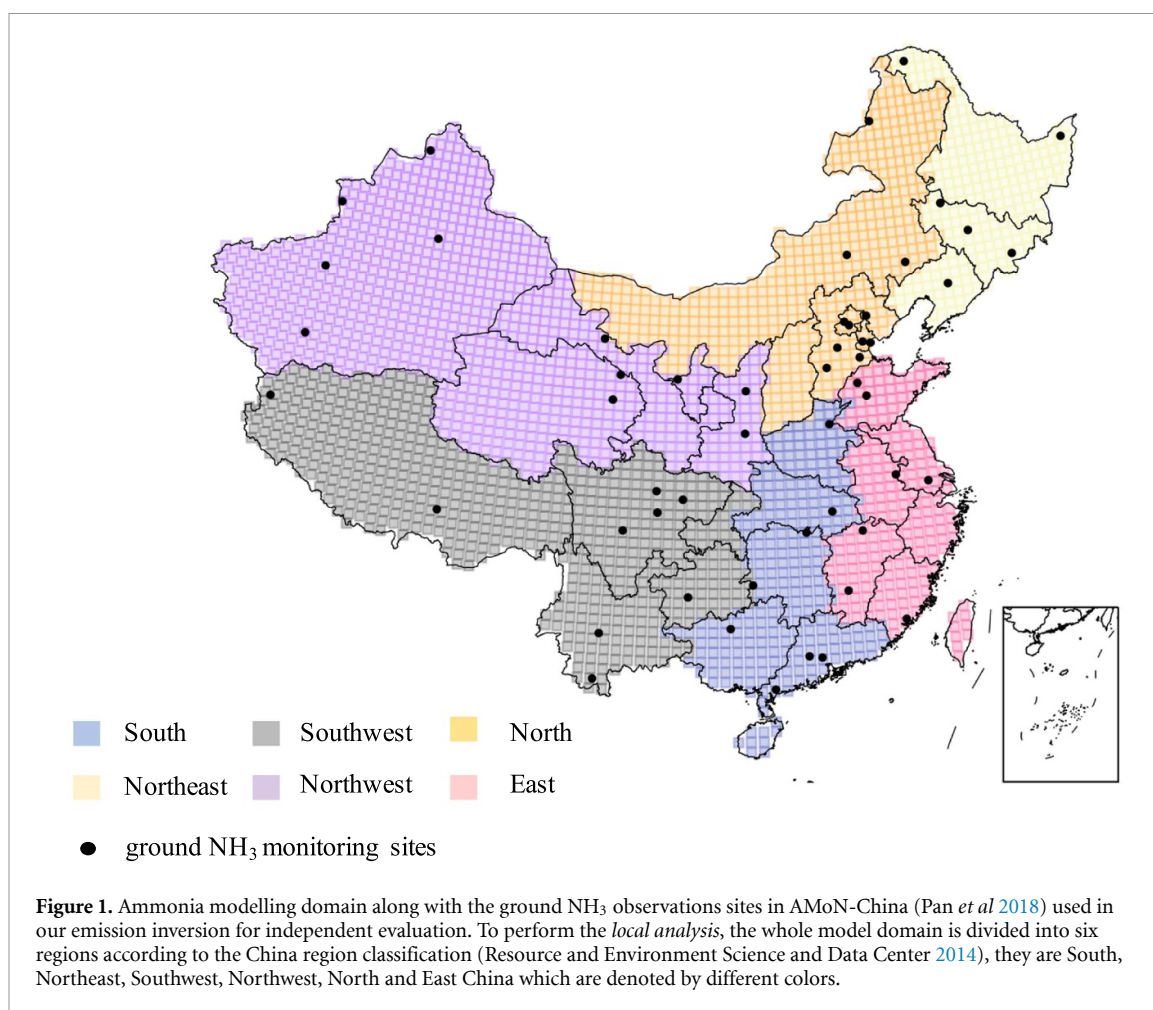 South Southwest North
Northeast Northwest East
ground NH3 monitoring sites
Figure 1. Ammonia modelling domain along with the ground NH3 observations sites in AMoN-China (Pan et al 2018) used in
our emission inversion for independent evaluation. To perform the local analysis, the whole model domain is divided into six
regions according to the China region classification (Resource and Environment Science and Data Center 2014), they are South,
Northeast, Southwest, Northwest, North and East China which are denoted by different colors.